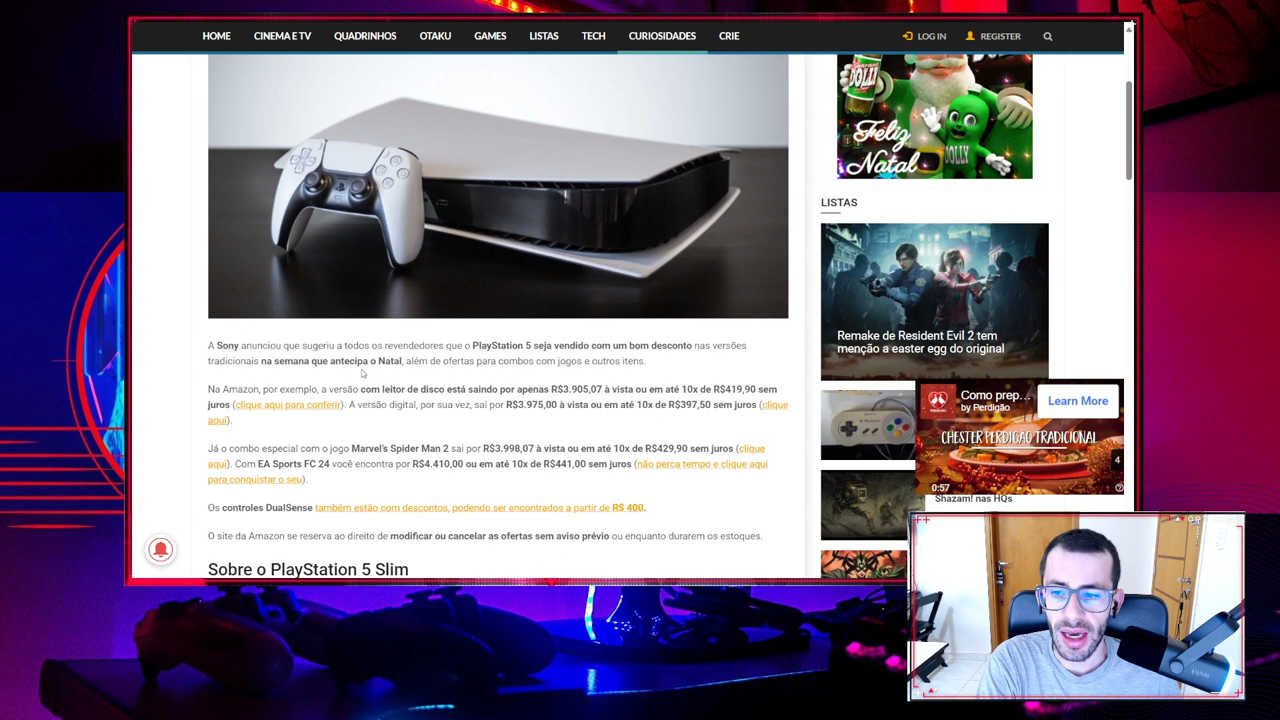 HOME
CINEMA E TV
QUADRINHOS
OTAKU
GAMES
LISTAS
TECH
CURIOSIDADES
CRIE
LOG IN
REGISTER
DOLLY
Feliz
Natal
DOLLY
LISTAS
Remake de Resident Evil 2 tem
menção a easter egg do original
A Sony anunciou que sugeriu a todos os revendedores que o PlayStation 5 seja vendido com um bom desconto nas versões
tradicionais na semana que antecipa o Natal, além de ofertas para combos com jogos e outros itens.
Na Amazon, por exemplo, a versão com leitor de disco está saindo por apenas R$3.905,07 à vista ou em até 10x de R$419,90 sem
juros (clique aqui para conferir). A versão digital, por sua vez, sai por R$3.975,00 à vista ou em até 10x de R$397,50 sem juros (clique
aqui).
Já o combo especial com o jogo Marvel's Spider Man 2 sai por R$3.998,07 à vista ou em até 10x de R$429,90 sem juros (clique
aqui). Com EA Sports FC 24 você encontra por R$4.410,00 ou em até 10x de R$441,00 sem juros (não perca tempo e clique aqui
para conquistar o seu).
Os controles DualSense também estão com descontos, podendo ser encontrados a partir de R$ 400.
O site da Amazon se reserva ao direito de modificar ou cancelar as ofertas sem aviso prévio ou enquanto durarem os estoques.
Sobre o PlayStation 5 Slim
PERDIGÃO
Como prep...
by Perdigão
Learn More
CHESTER PERDIGÃO TRADICIONAL
4
0:57
Shazam! nas HQs